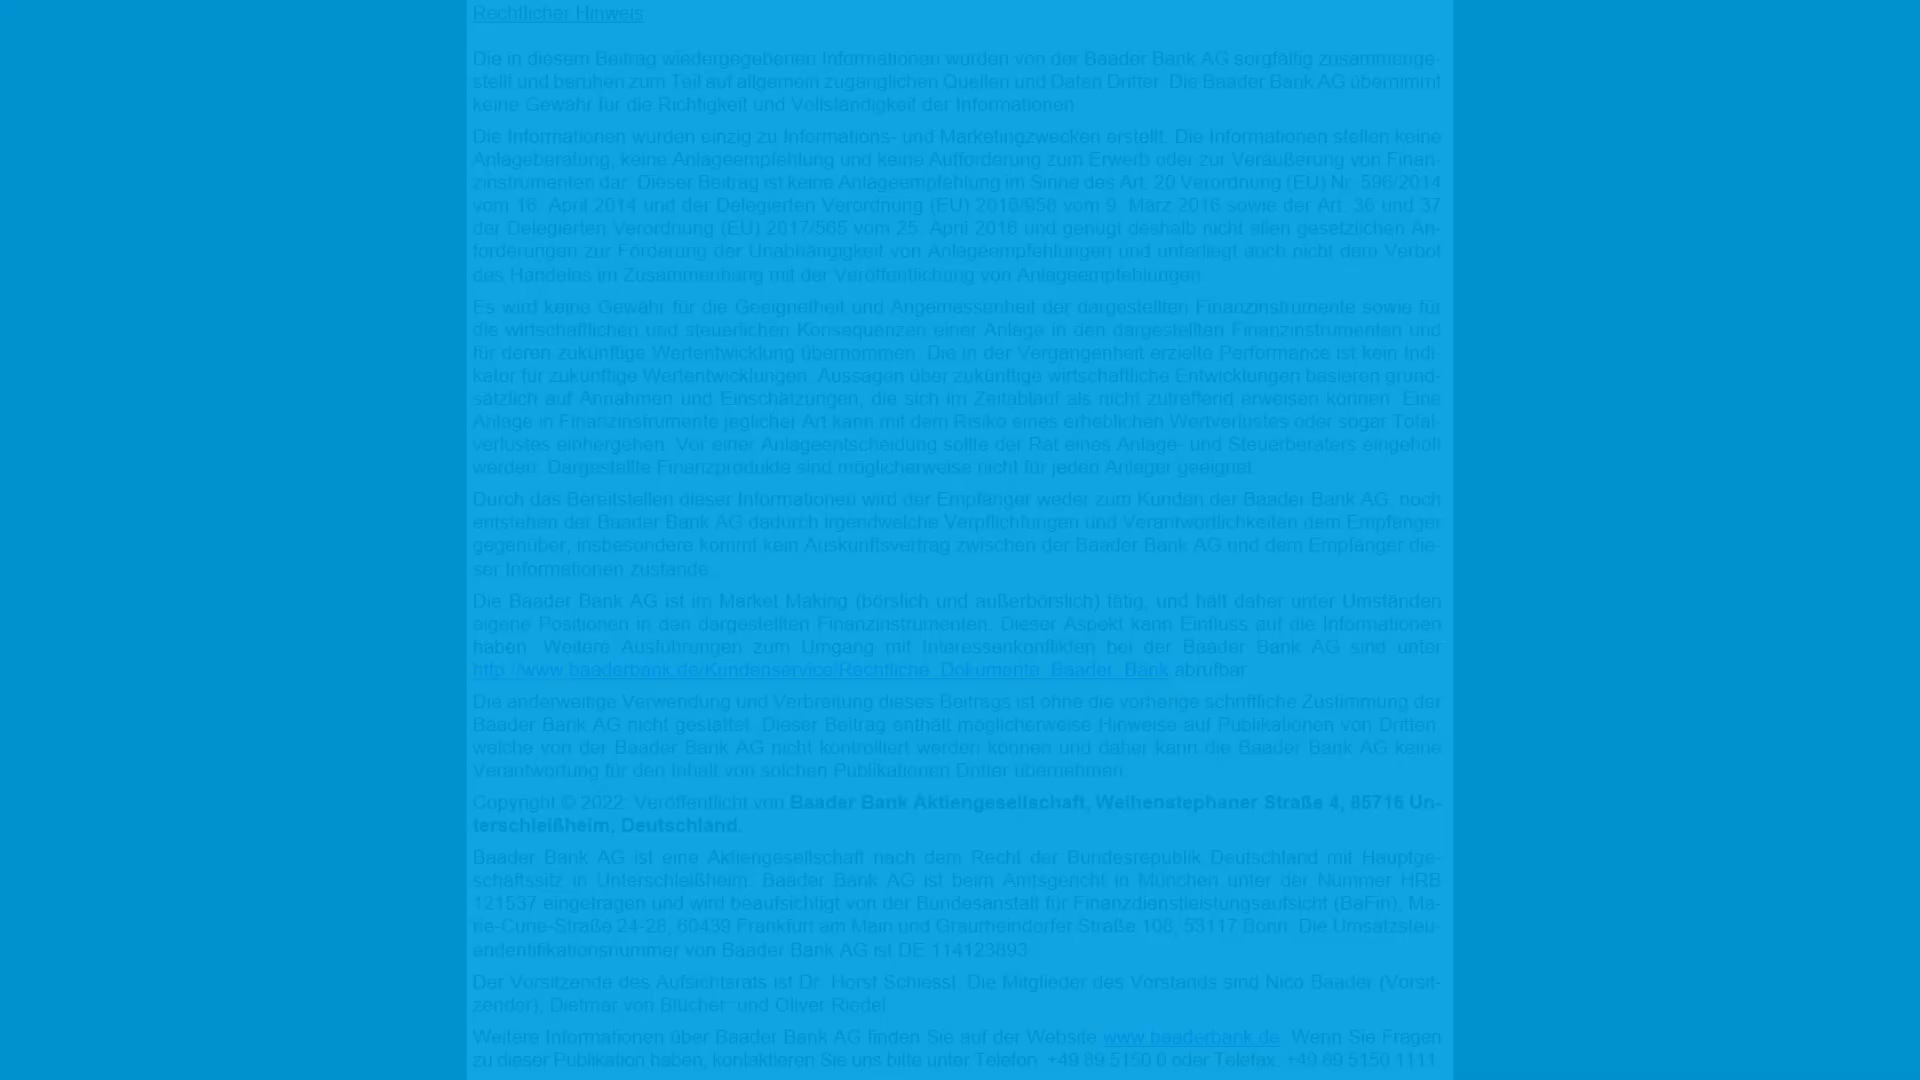 Rechtlicher Hinweis
Die in diesem Beitrag wiedergegebenen Informationen wurden von der Baader Bank AG sorgfältig zusammenge-
stellt und beruhen zum Teil auf allgemein zugänglichen Quellen und Daten Dritter. Die Baader Bank AG übernimmt
keine Gewähr für die Richtigkeit und Vollständigkeit der Informationen.
Die Informationen wurden einzig zu Informations- und Marketingzwecken erstellt. Die Informationen stellen keine
Anlageberatung, keine Anlageempfehlung und keine Aufforderung zum Erwerb oder zur Veräußerung von Finan-
zinstrumenten dar. Dieser Beitrag ist keine Anlageempfehlung im Sinne des Art. 20 Verordnung (EU) Nr. 596/2014
vom 16. April 2014 und der Delegierten Verordnung (EU) 2016/958 vom 9. März 2016 sowie der Art. 36 und 37
der Delegierten Verordnung (EU) 2017/565 vom 25. April 2016 und genügt deshalb nicht allen gesetzlichen An-
forderungen zur Förderung der Unabhängigkeit von Anlageempfehlungen und unterliegt auch nicht dem Verbot
des Handelns im Zusammenhang mit der Veröffentlichung von Anlageempfehlungen.
Es wird keine Gewähr für die Geeignetheit und Angemessenheit der dargestellten Finanzinstrumente sowie für
die wirtschaftlichen und steuerlichen Konsequenzen einer Anlage in den dargestellten Finanzinstrumenten und
für deren zukünftige Wertentwicklung übernommen. Die in der Vergangenheit erzielte Performance ist kein Indi-
kator für zukünftige Wertentwicklungen. Aussagen über zukünftige wirtschaftliche Entwicklungen basieren grund-
sätzlich auf Annahmen und Einschätzungen, die sich im Zeitablauf als nicht zutreffend erweisen können. Eine
Anlage in Finanzinstrumente jeglicher Art kann mit dem Risiko eines erheblichen Wertverlustes oder sogar Total-
verlustes einhergehen. Vor einer Anlageentscheidung sollte der Rat eines Anlage- und Steuerberaters eingeholt
werden. Dargestellte Finanzprodukte sind möglicherweise nicht für jeden Anleger geeignet.
Durch das Bereitstellen dieser Informationen wird der Empfänger weder zum Kunden der Baader Bank AG, noch
entstehen der Baader Bank AG dadurch irgendwelche Verpflichtungen und Verantwortlichkeiten dem Empfänger
gegenüber, insbesondere kommt kein Auskunftsvertrag zwischen der Baader Bank AG und dem Empfänger die-
ser Informationen zustande.
Die Baader Bank AG ist im Market Making (börslich und außerbörslich) tätig, und hält daher unter Umständen
eigene Positionen in den dargestellten Finanzinstrumenten. Dieser Aspekt kann Einfluss auf die Informationen
haben. Weitere Ausführungen zum Umgang mit Interessenkonflikten bei der Baader Bank AG sind unter
http://www.baaderbank.de/Kundenservice/Rechtliche_Dokumente_Baader_Bank abrufbar.
Die anderweitige Verwendung und Verbreitung dieses Beitrags ist ohne die vorherige schriftliche Zustimmung der
Baader Bank AG nicht gestattet. Dieser Beitrag enthält möglicherweise Hinweise auf Publikationen von Dritten,
welche von der Baader Bank AG nicht kontrolliert werden können und daher kann die Baader Bank AG keine
Verantwortung für den Inhalt von solchen Publikationen Dritter übernehmen.
Copyright © 2022: Veröffentlicht von Baader Bank Aktiengesellschaft, Weihenstephaner Straße 4, 85716 Un-
terschleißheim, Deutschland.
Baader Bank AG ist eine Aktiengesellschaft nach dem Recht der Bundesrepublik Deutschland mit Hauptge-
schäftssitz in Unterschleißheim. Baader Bank AG ist beim Amtsgericht in München unter der Nummer HRB
121537 eingetragen und wird beaufsichtigt von der Bundesanstalt für Finanzdienstleistungsaufsicht (BaFin), Ma-
rie-Curie-Straße 24-28, 60439 Frankfurt am Main und Graurheindorfer Straße 108, 53117 Bonn. Die Umsatzsteu-
eridentifikationsnummer von Baader Bank AG ist DE 114123893.
Der Vorsitzende des Aufsichtsrats ist Dr. Horst Schiessl. Die Mitglieder des Vorstands sind Nico Baader (Vorsit-
zender), Dietmar von Blücher und Oliver Riedel.
Weitere Informationen über Baader Bank AG finden Sie auf der Website www.baaderbank.de. Wenn Sie Fragen
zu dieser Publikation haben, kontaktieren Sie uns bitte unter Telefon: +49 89 5150 0 oder Telefax: +49 89 5150 1111.